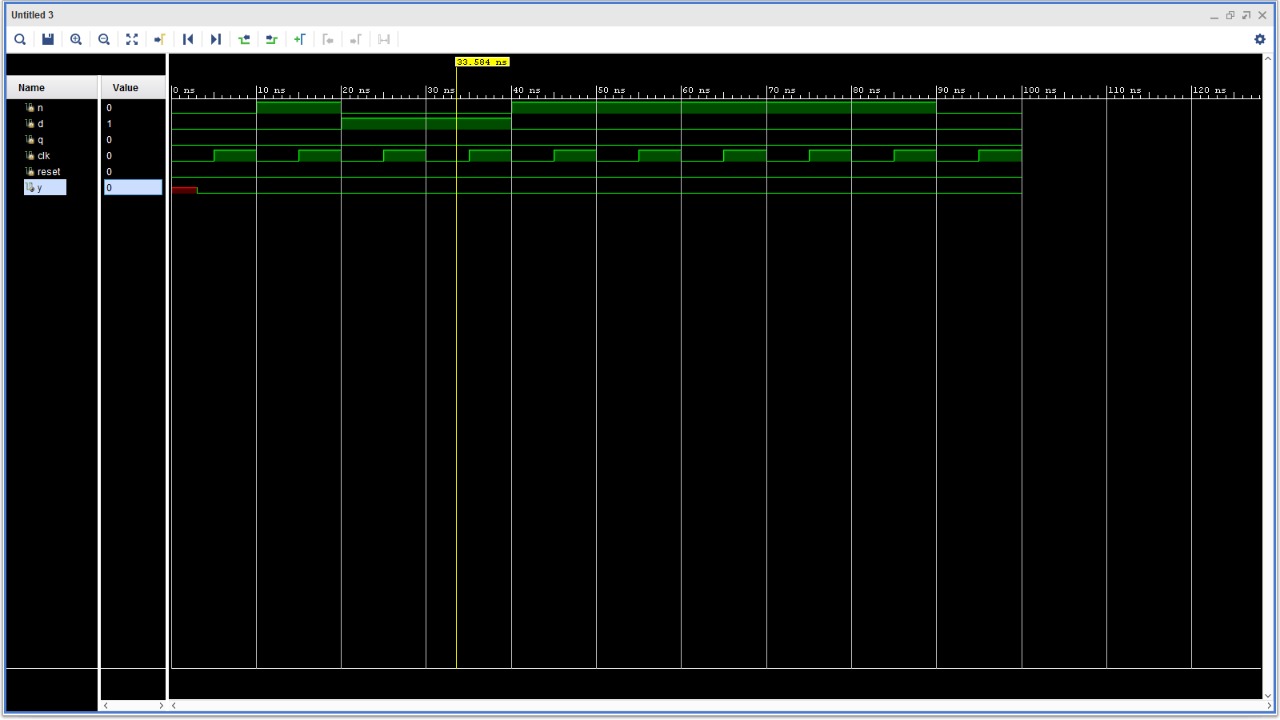 Untitled 3
33.584 ns
Name Value
0 ns 10 ns 20 ns 30 ns 40 ns 50 ns 60 ns 70 ns 80 ns 90 ns 100 ns 110 ns 120 ns
n 0
d 1
q 0
clk 0
reset 0
y 0